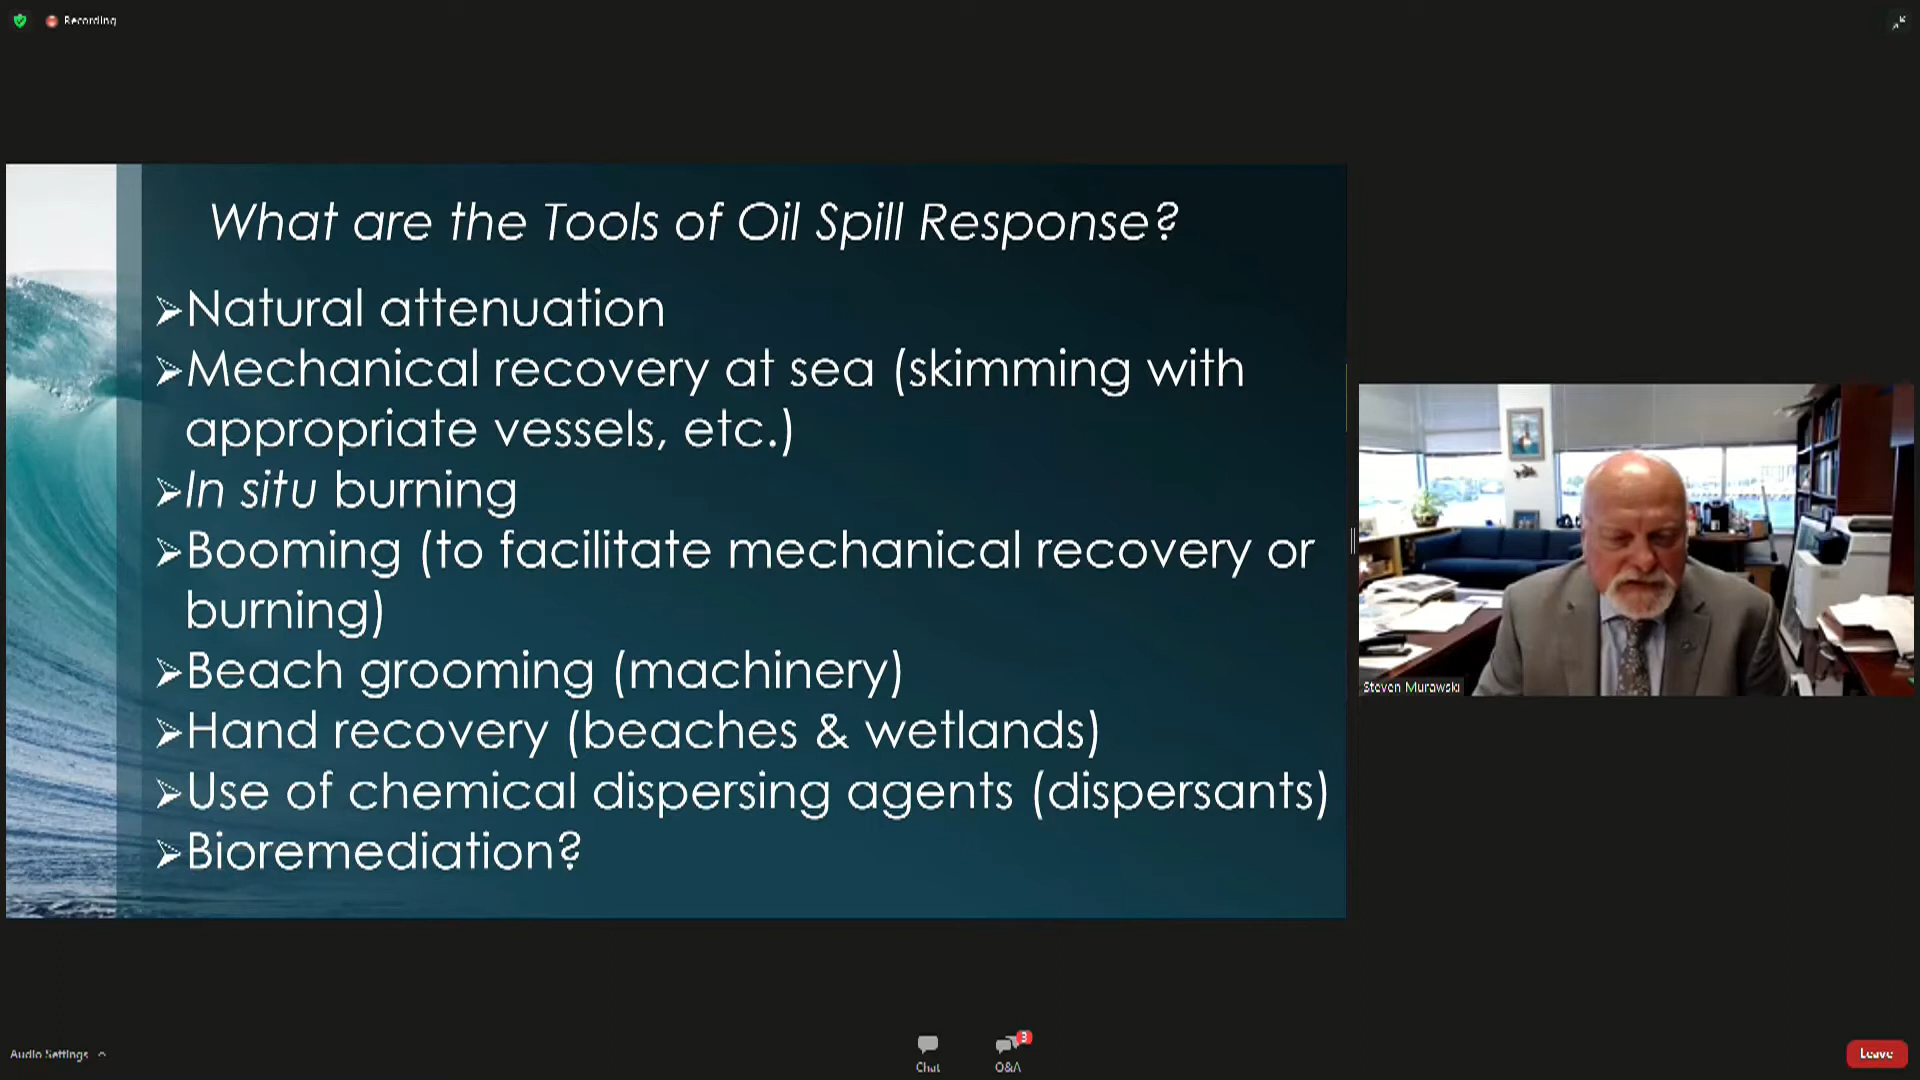 Recording
What are the Tools of Oil Spill Response?
➢Natural attenuation
➢Mechanical recovery at sea (skimming with
appropriate vessels, etc.)
➢In situ burning
➢Booming (to facilitate mechanical recovery or
burning)
➢Beach grooming (machinery)
➢Hand recovery (beaches & wetlands)
➢Use of chemical dispersing agents (dispersants)
➢Bioremediation?
Steven Murawski
Audio Settings
Chat
3
Q&A
Leave